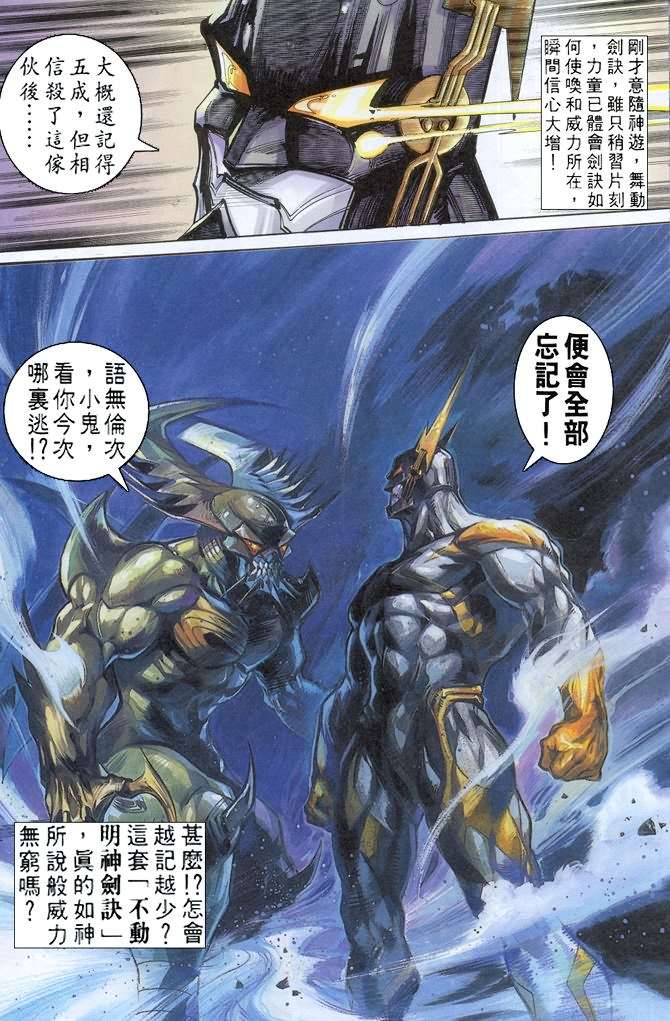 剛才意隨神遊，舞動
劍訣，雖只稍習片刻
，力童已體會劍訣如
何使喚和威力所在，
瞬間信心大增！
大概還記得
五成，但相
信殺了這傢
伙後……
便會全部
忘記了！
語無倫次
，小鬼，
看你今次
哪裏逃!?
甚麼!?怎會
越記越少？
這套「不動
明神劍訣」
，真的如神
所說般威力
無窮嗎？